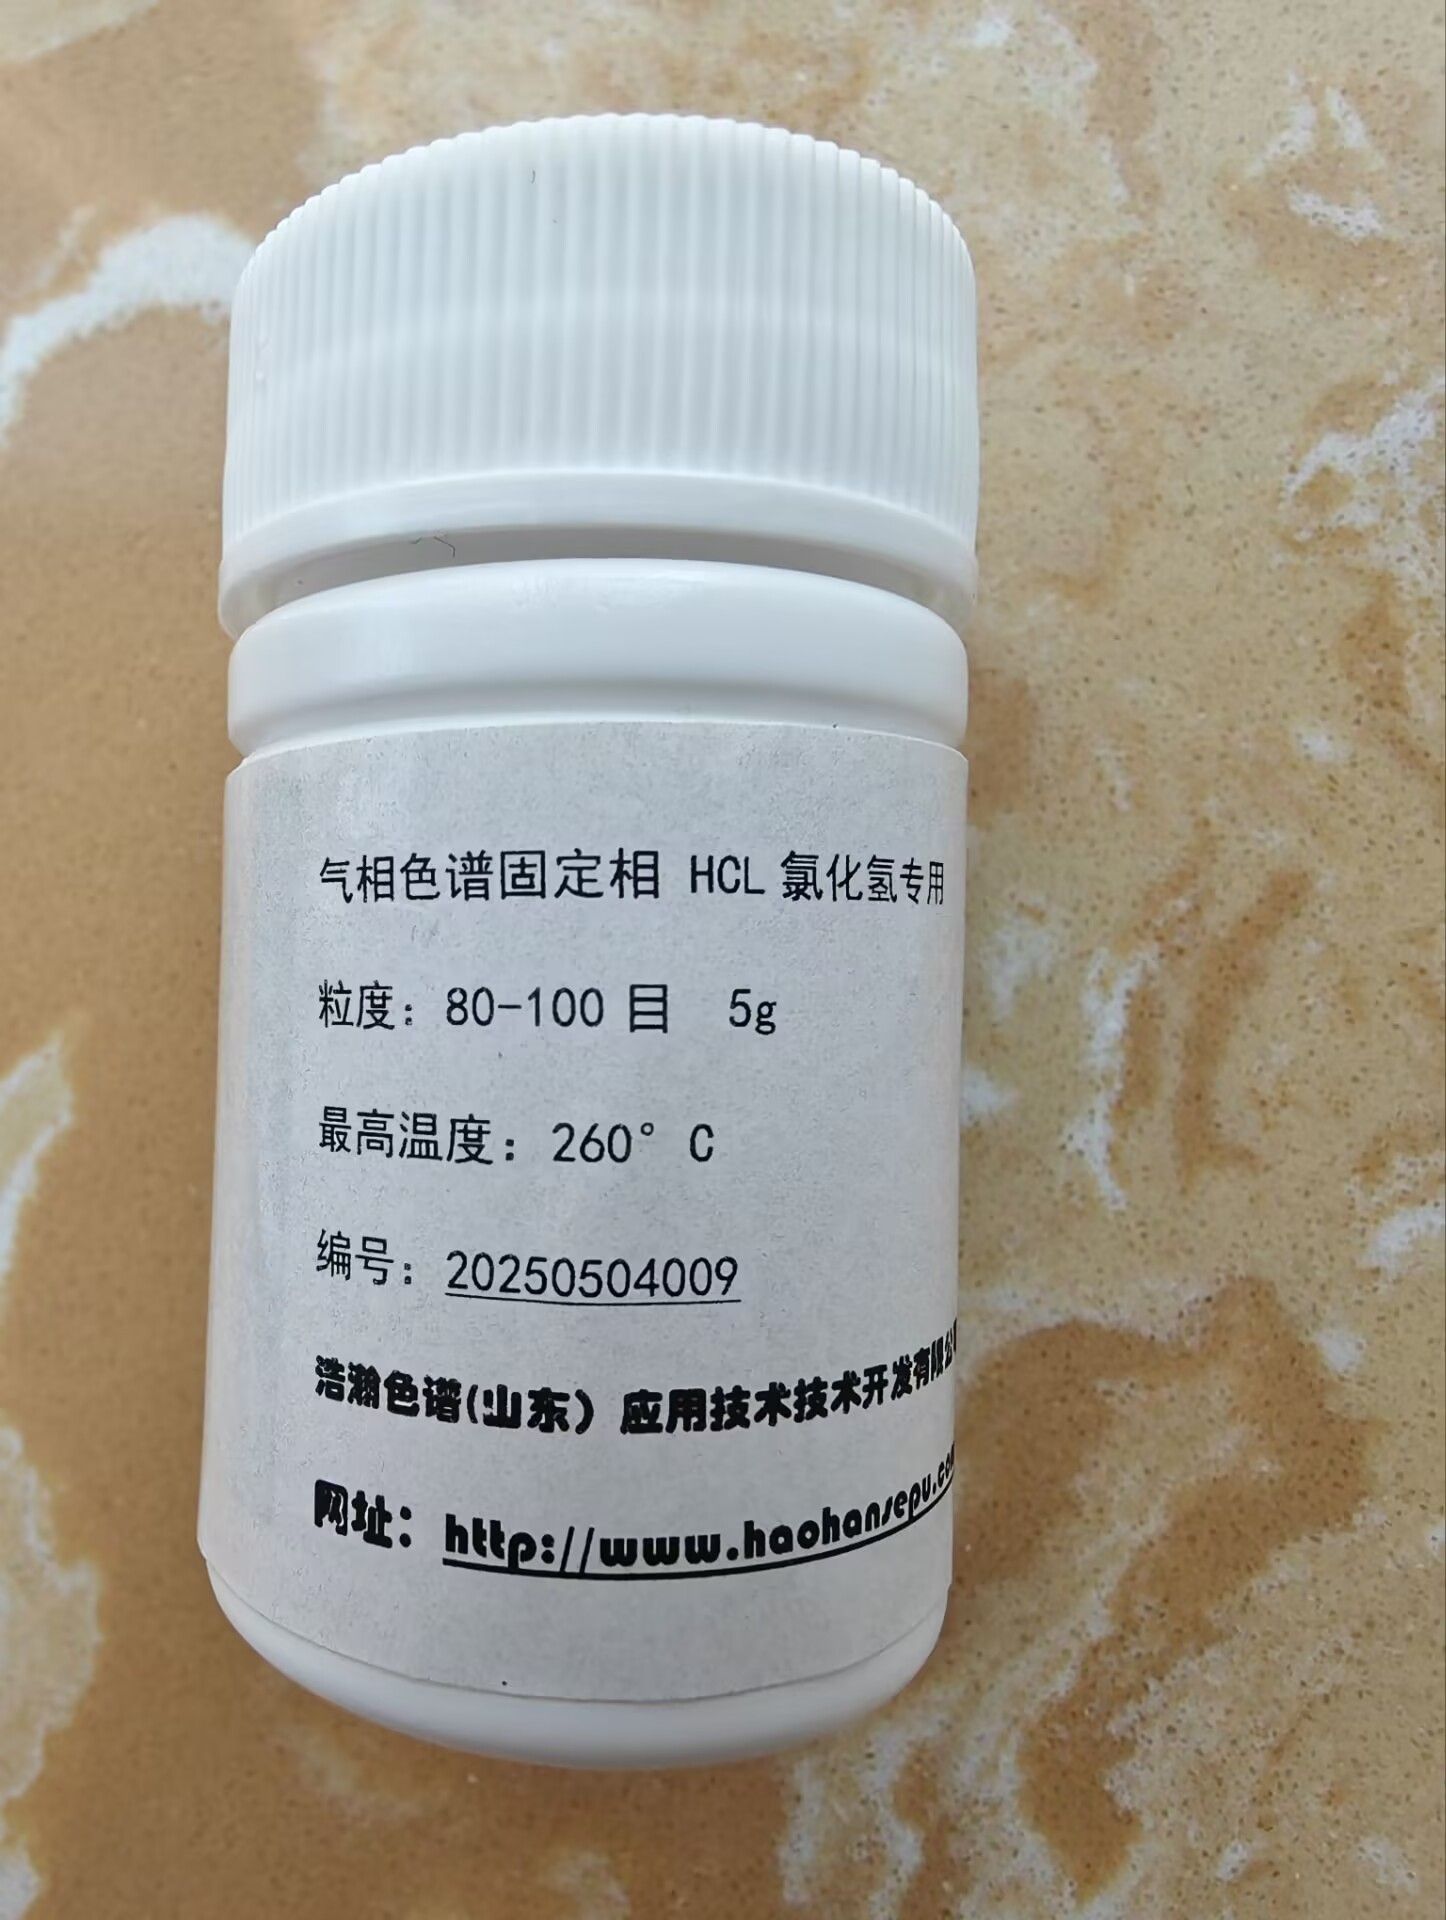 气相色谱固定相 HCL 氯化氢专用
粒度：80-100 目 5g
最高温度：260° C
编号：20250504009
浩瀚色谱(山东）应用技术技术开发有限公
网址：http://www.haohansepu.co